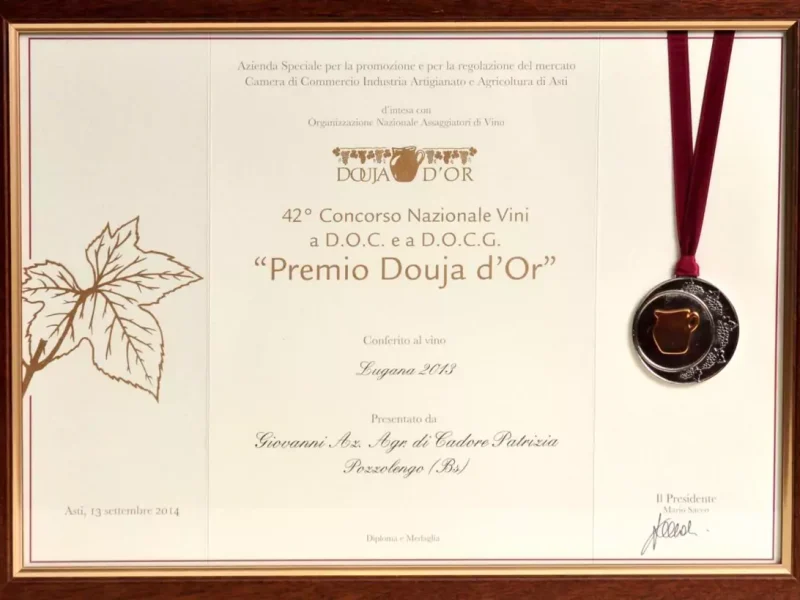 Azienda Speciale per la promozione e per la regolazione del mercato
Camera di Commercio Industria Artigianato e Agricoltura di Asti
d'intesa con
Organizzazione Nazionale Assaggiatori di Vino
DOUJA D'OR
42° Concorso Nazionale Vini
a D.O.C. e a D.O.C.G.
“Premio Douja d'Or”
Conferito al vino
Lugana 2013
Presentato da
Giovanni Az. Agr. di Cadore Patrizia
Pozzolengo (Bs)
Asti, 13 settembre 2014
Il Presidente
Mario Sacco
Diploma e Medaglia